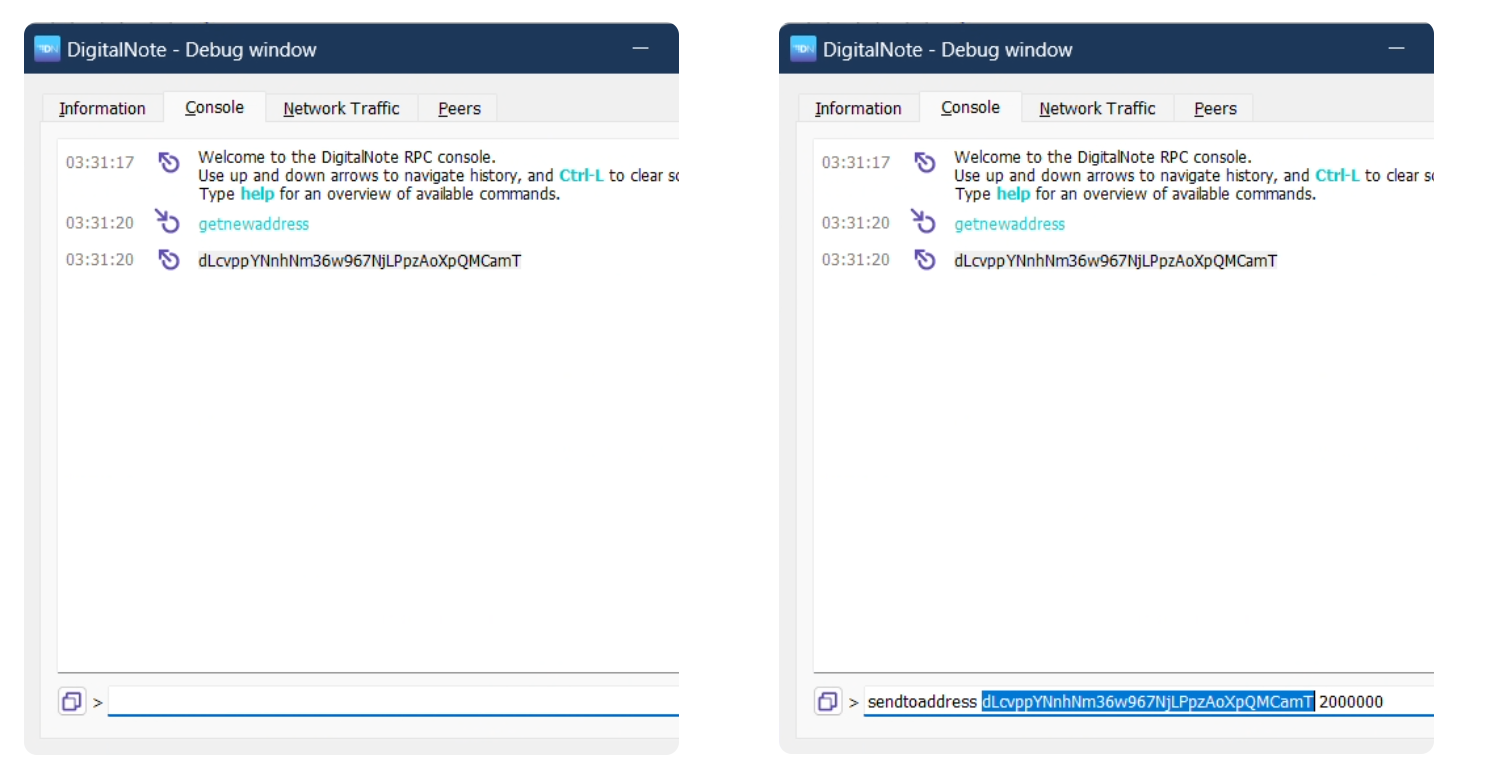 DigitalNote - Debug window
Information Console Network Traffic Peers
03:31:17 Welcome to the DigitalNote RPC console.
Use up and down arrows to navigate history, and Ctrl-L to clear
Type help for an overview of available commands.
03:31:20 getnewaddress
03:31:20 dLcvppYNnhNm36w967NjLPpzAoXpQMCamT
>
DigitalNote - Debug window
Information Console Network Traffic Peers
03:31:17 Welcome to the DigitalNote RPC console.
Use up and down arrows to navigate history, and Ctrl-L to clear
Type help for an overview of available commands.
03:31:20 getnewaddress
03:31:20 dLcvppYNnhNm36w967NjLPpzAoXpQMCamT
> sendtoaddress dLcvppYNnhNm36w967NjLPpzAoXpQMCamT 2000000